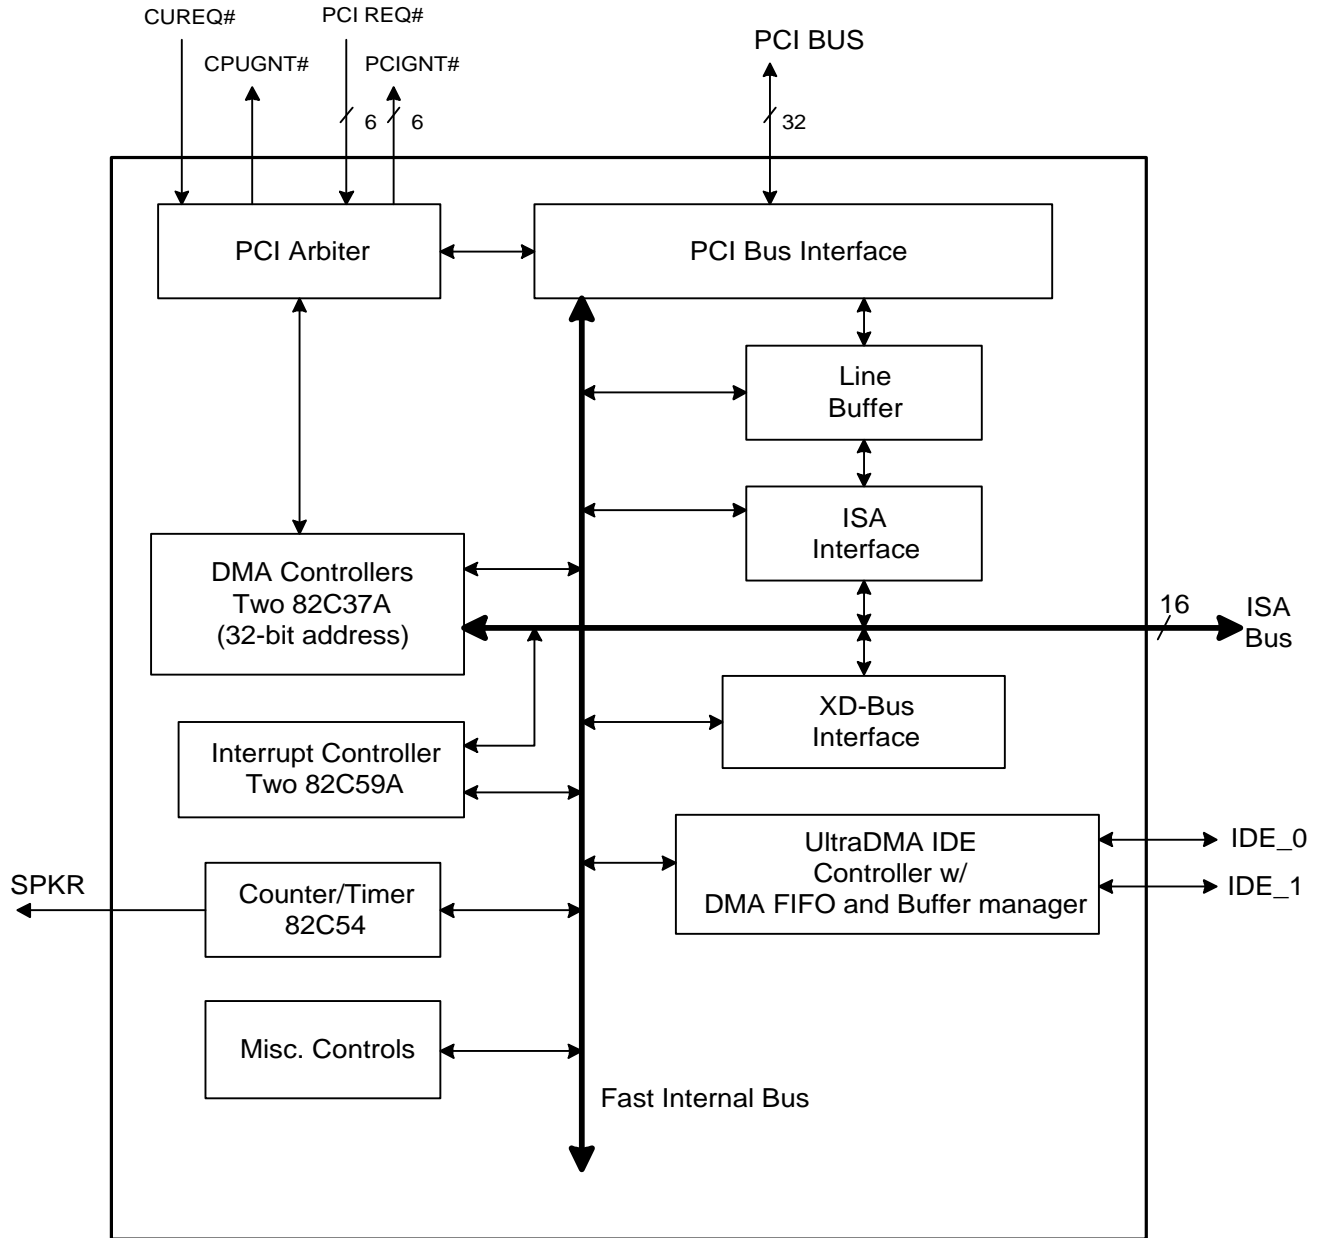 CUREQ#
PCI REQ#
CPUGNT#
PCIGNT#
PCI BUS
6
6
32
PCI Arbiter
PCI Bus Interface
Line
Buffer
ISA
Interface
DMA Controllers
Two 82C37A
(32-bit address)
16
ISA
Bus
XD-Bus
Interface
Interrupt Controller
Two 82C59A
UltraDMA IDE
Controller w/
DMA FIFO and Buffer manager
IDE_0
IDE_1
SPKR
Counter/Timer
82C54
Misc. Controls
Fast Internal Bus